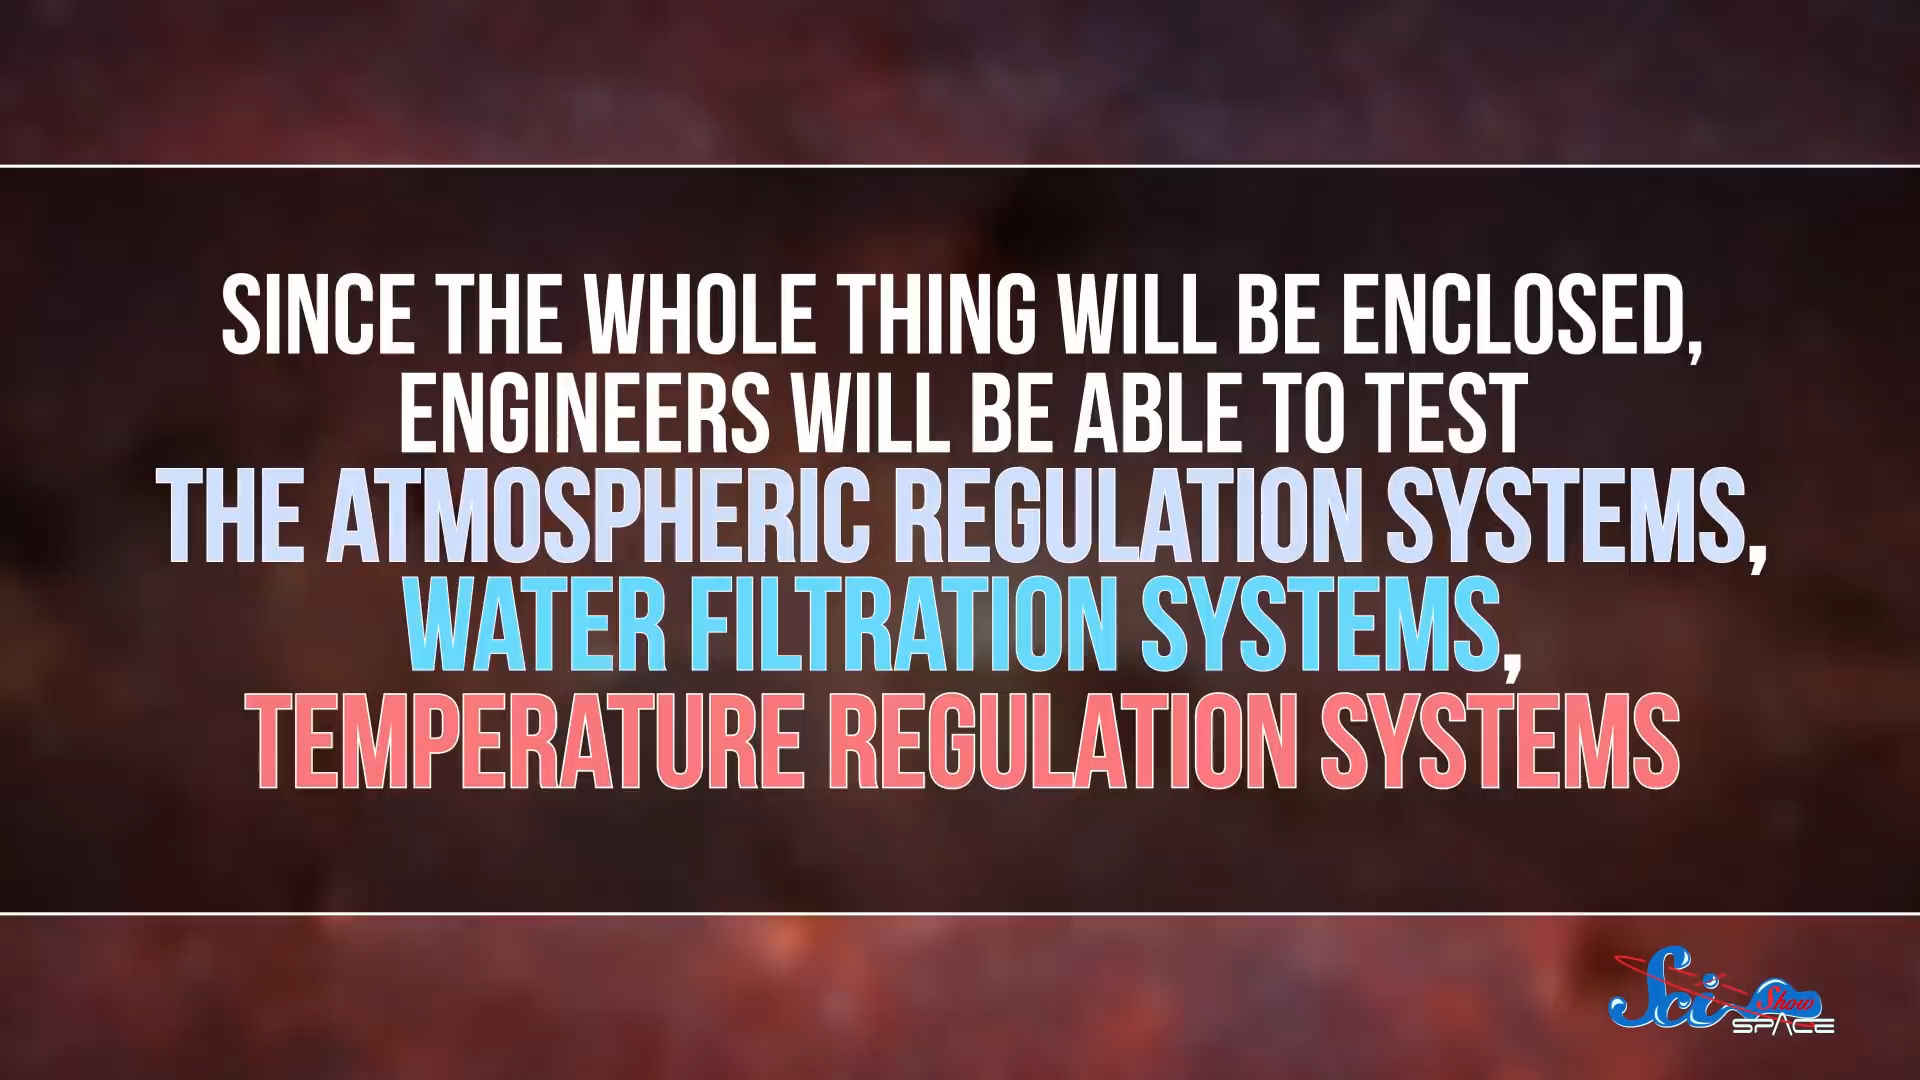 SINCE THE WHOLE THING WILL BE ENCLOSED,
ENGINEERS WILL BE ABLE TO TEST
THE ATMOSPHERIC REGULATION SYSTEMS,
WATER FILTRATION SYSTEMS,
TEMPERATURE REGULATION SYSTEMS
Sci Show
SPACE